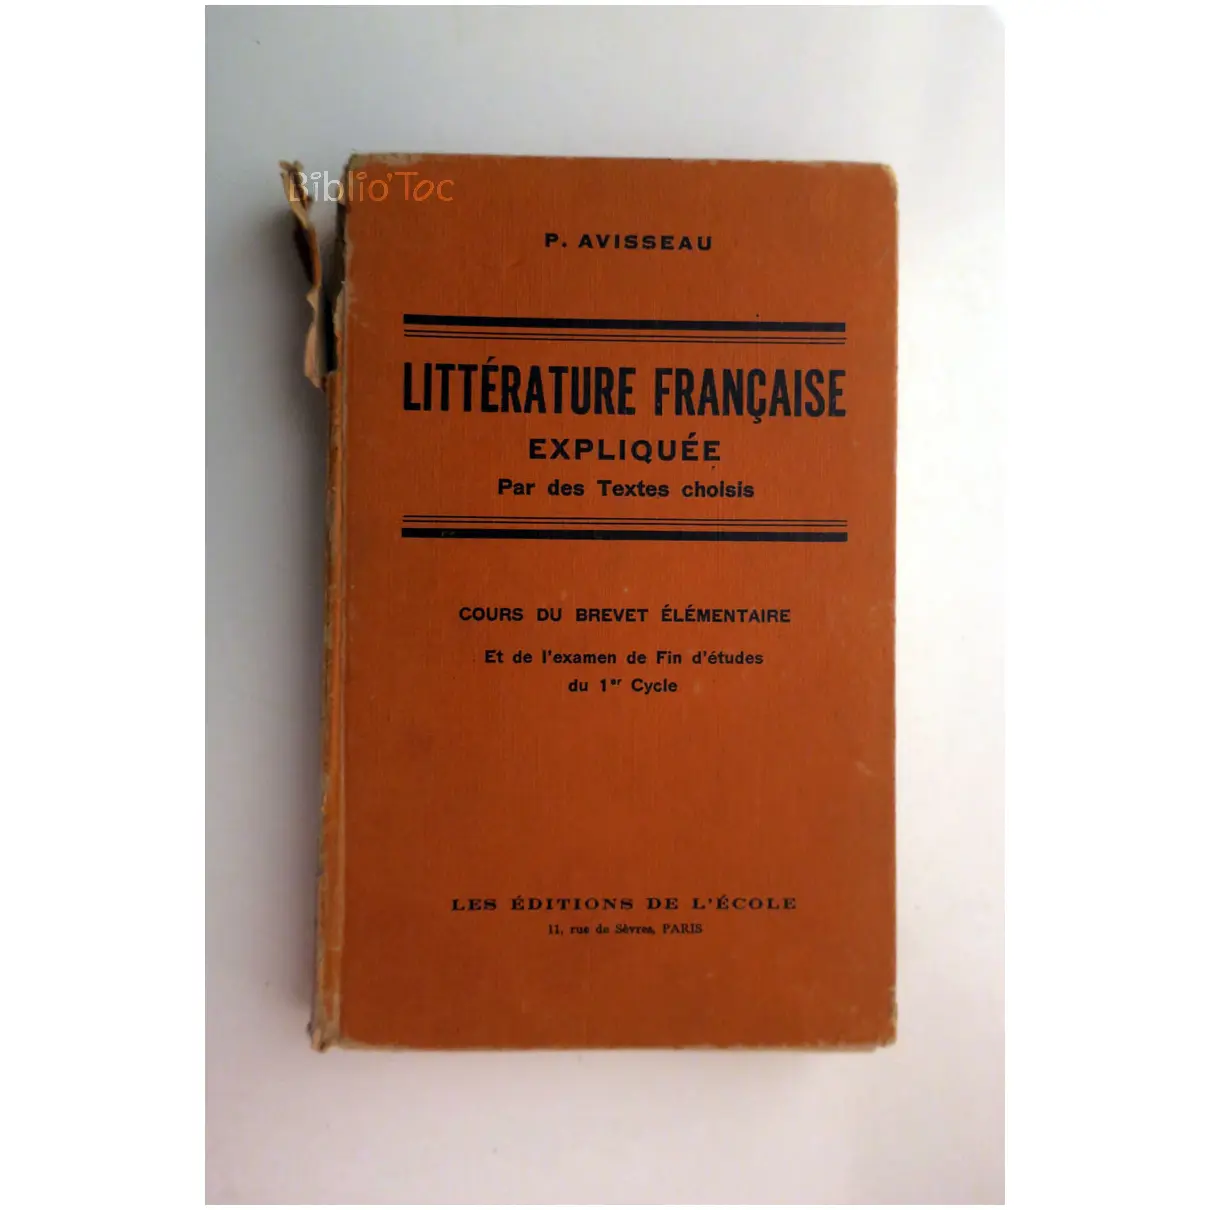 Biblio'Toc
P. AVISSEAU
LITTÉRATURE FRANÇAISE
EXPLIQUÉE
Par des Textes choisis
COURS DU BREVET ÉLÉMENTAIRE
Et de l'examen de Fin d'études
du 1er Cycle
LES ÉDITIONS DE L'ÉCOLE
11, rue de Sèvres, PARIS